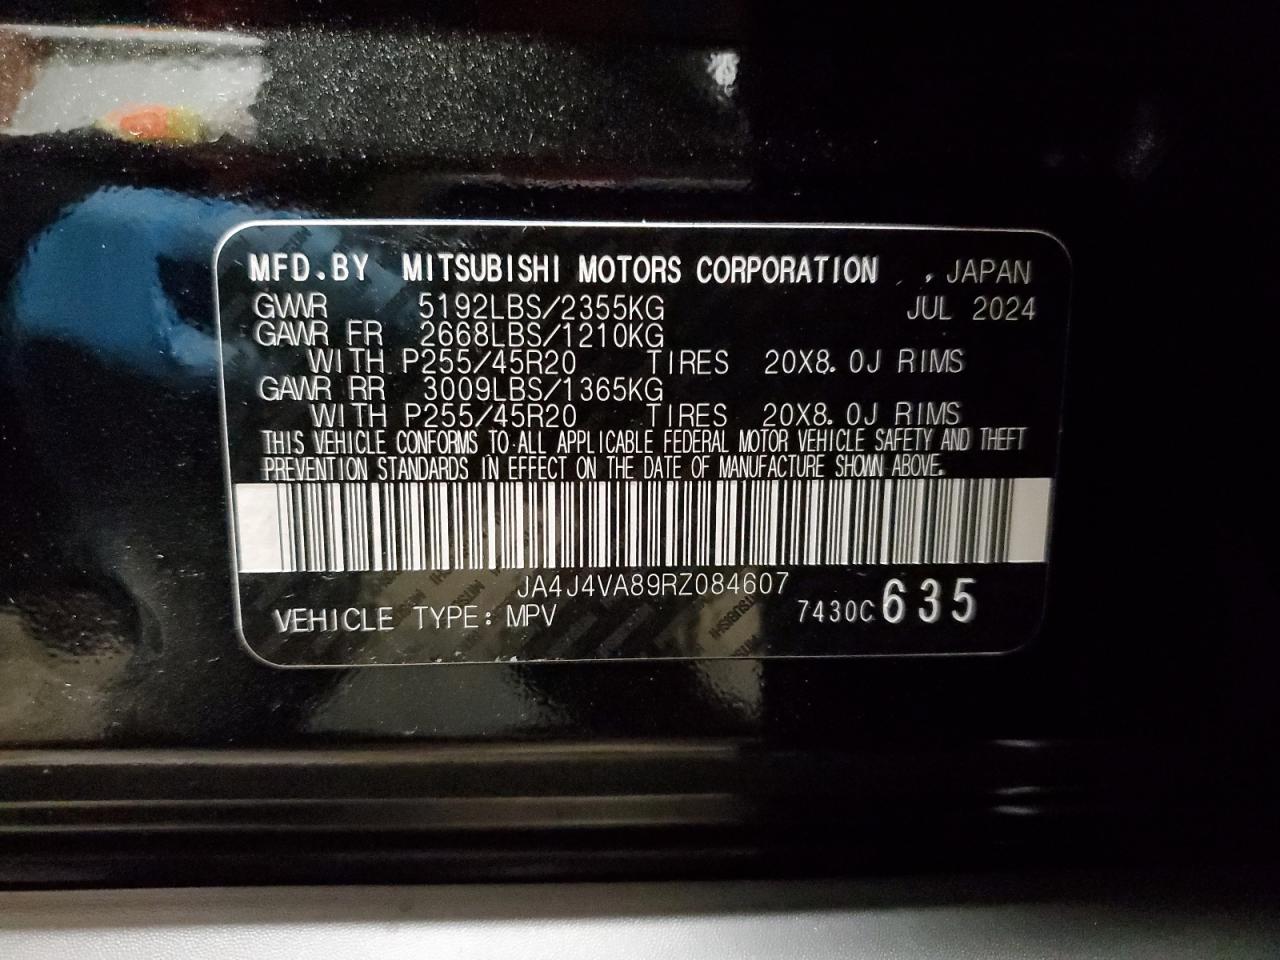 MFD.BY MITSUBISHI MOTORS CORPORATION , JAPAN
GVWR 5192LBS/2355KG JUL 2024
GAWR FR 2668LBS/1210KG
WITH P255/45R20 TIRES 20X8.0J RIMS
GAWR RR 3009LBS/1365KG
WITH P255/45R20 TIRES 20X8.0J RIMS
THIS VEHICLE CONFORMS TO ALL APPLICABLE FEDERAL MOTOR VEHICLE SAFETY AND THEFT
PREVENTION STANDARDS IN EFFECT ON THE DATE OF MANUFACTURE SHOWN ABOVE.
JA4J4VA89RZ084607
VEHICLE TYPE: MPV 7430C 635